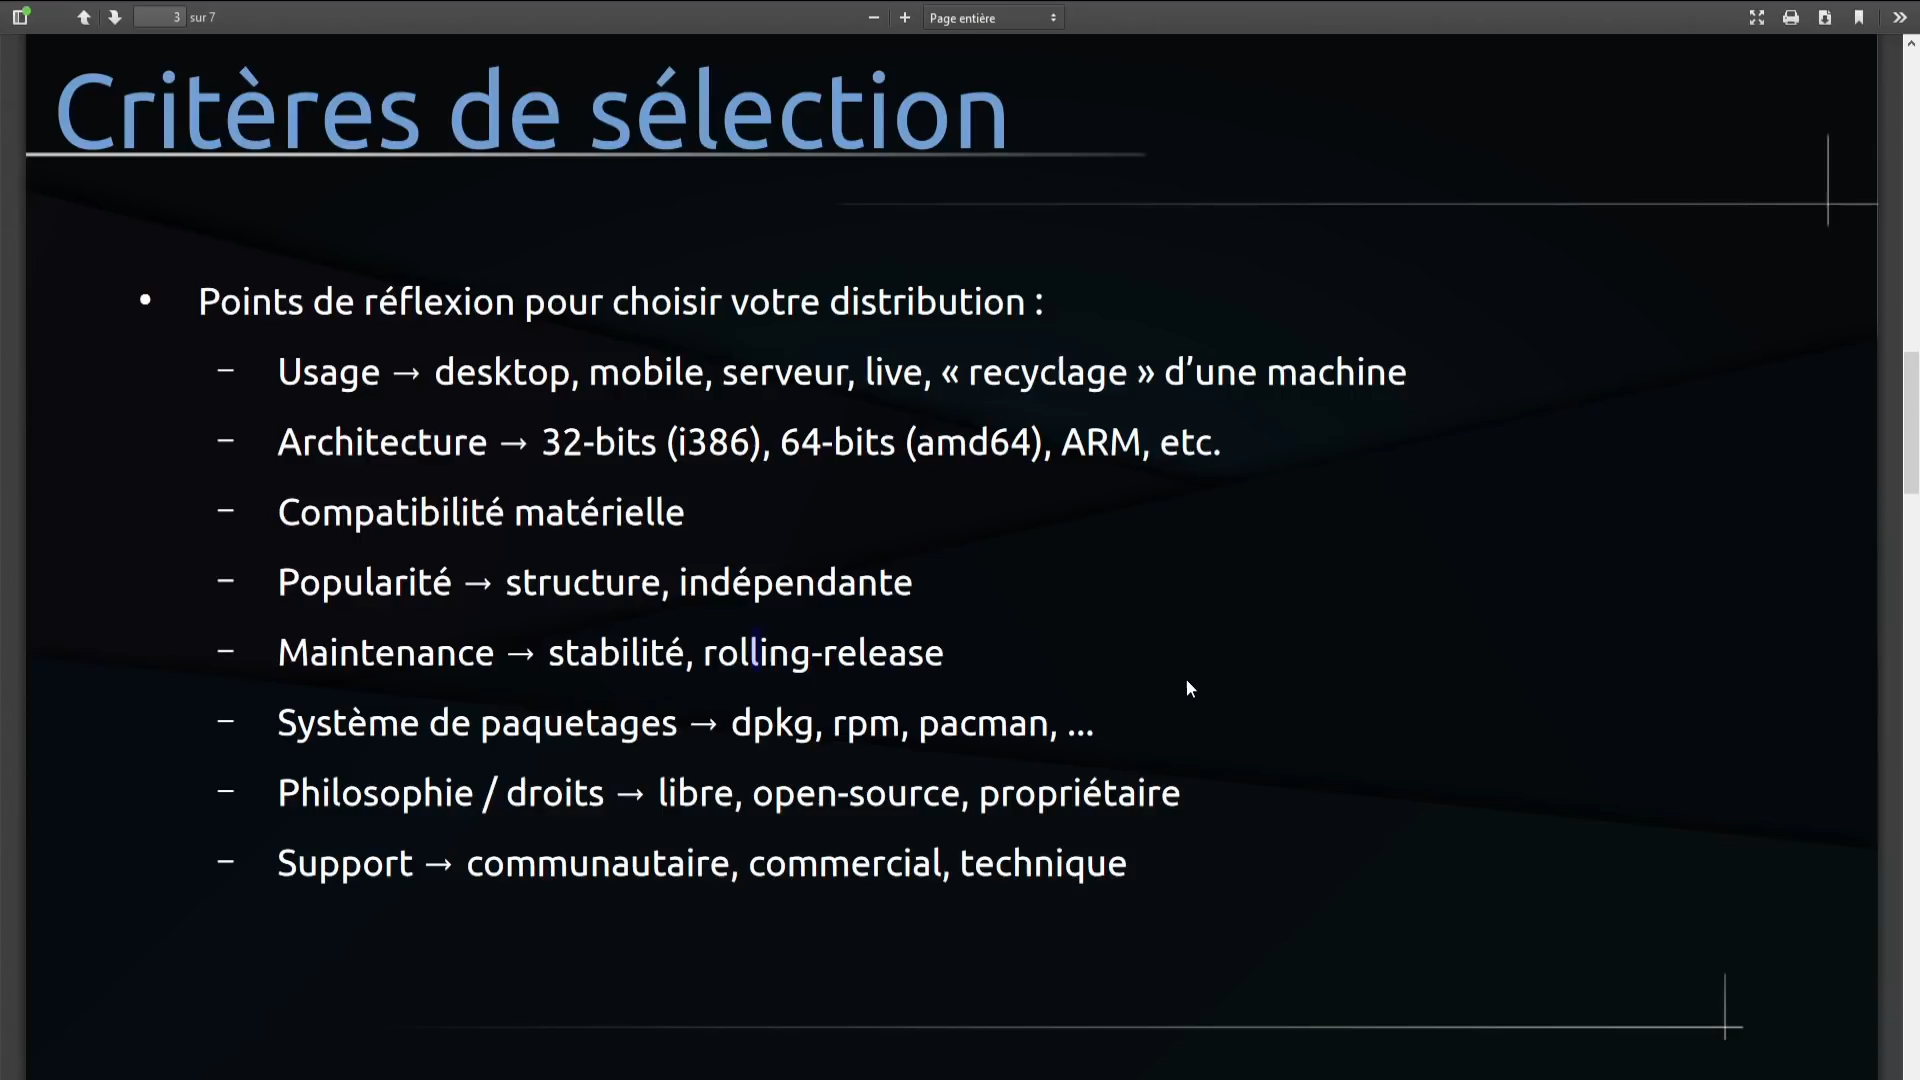 3 sur 7
Page entière
Critères de sélection
• Points de réflexion pour choisir votre distribution :
– Usage → desktop, mobile, serveur, live, « recyclage » d’une machine
– Architecture → 32-bits (i386), 64-bits (amd64), ARM, etc.
– Compatibilité matérielle
– Popularité → structure, indépendante
– Maintenance → stabilité, rolling-release
– Système de paquetages → dpkg, rpm, pacman, ...
– Philosophie / droits → libre, open-source, propriétaire
– Support → communautaire, commercial, technique